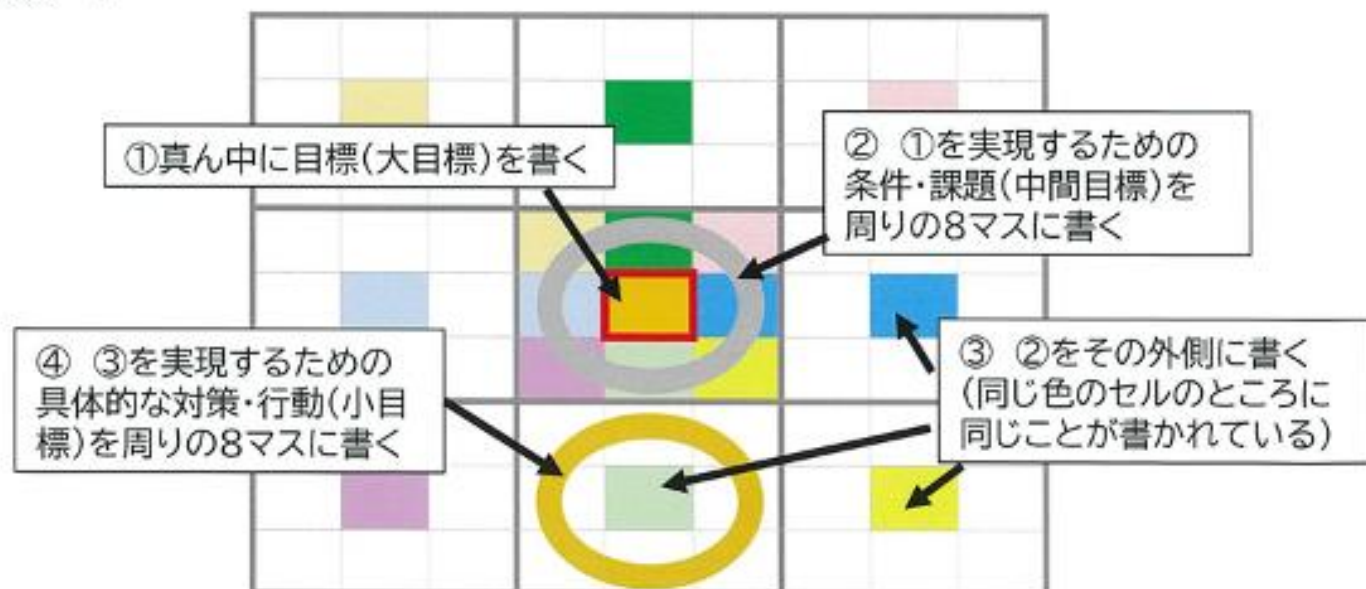 ①真ん中に目標(大目標)を書く
② ①を実現するための
条件・課題(中間目標)を
周りの8マスに書く
④ ③を実現するための
具体的な対策・行動(小目
標)を周りの8マスに書く
③ ②をその外側に書く
(同じ色のセルのところに
同じことが書かれている)